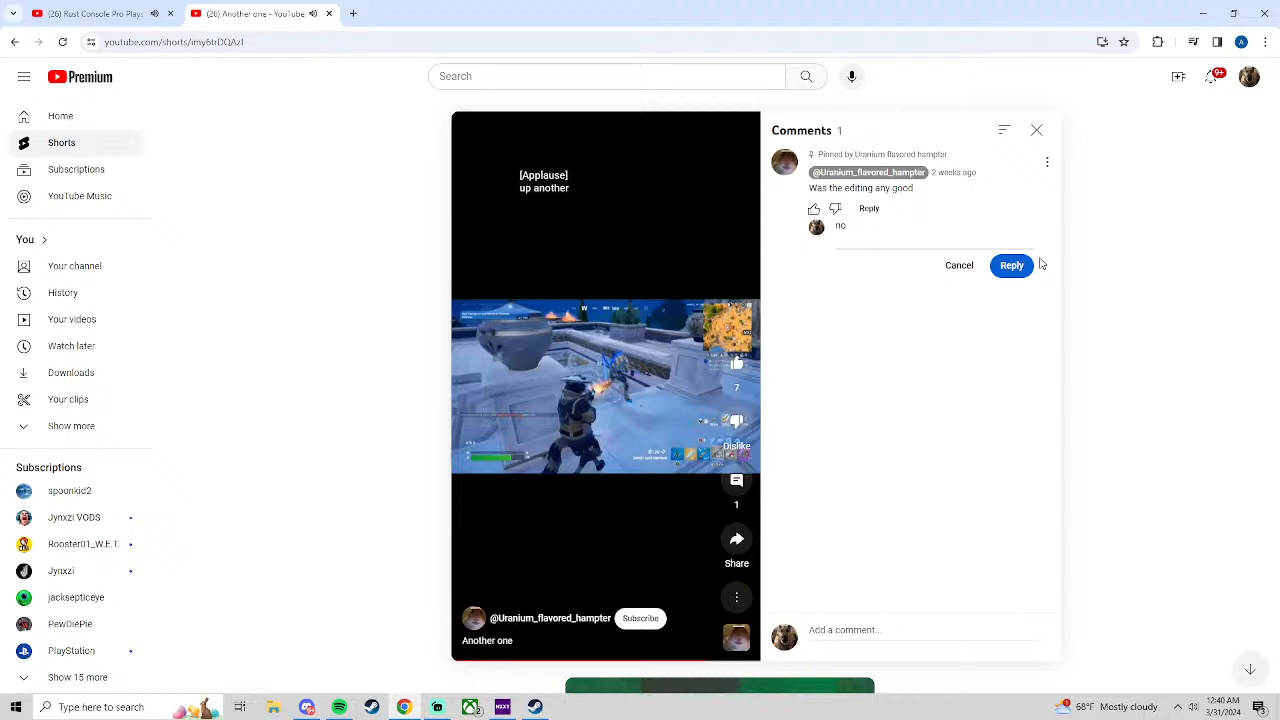 (26) Rust Console Pro Plays
(26) Another one - YouTube
Premium
Search
9+
Home
Shorts
Subscriptions
YouTube Music
You
Your channel
History
Your videos
Watch later
Downloads
Your clips
Show more
Subscriptions
spoonkid2
Jynxzi VODS
Rooster01_W.E.T.
Jynxzi
jacksepticeye
PewDiePie
PlayStation
Show 15 more
[Applause]
up another
7
Dislike
1
Share
@Uranium_flavored_hampter
Subscribe
Another one
Comments 1
Pinned by Uranium flavored hampter
@Uranium_flavored_hampter 2 weeks ago
Was the editing any good
Reply
no
Cancel
Reply
Add a comment...
Type here to search
NZXT
68°F Mostly cloudy
12:40 AM
3/31/2024